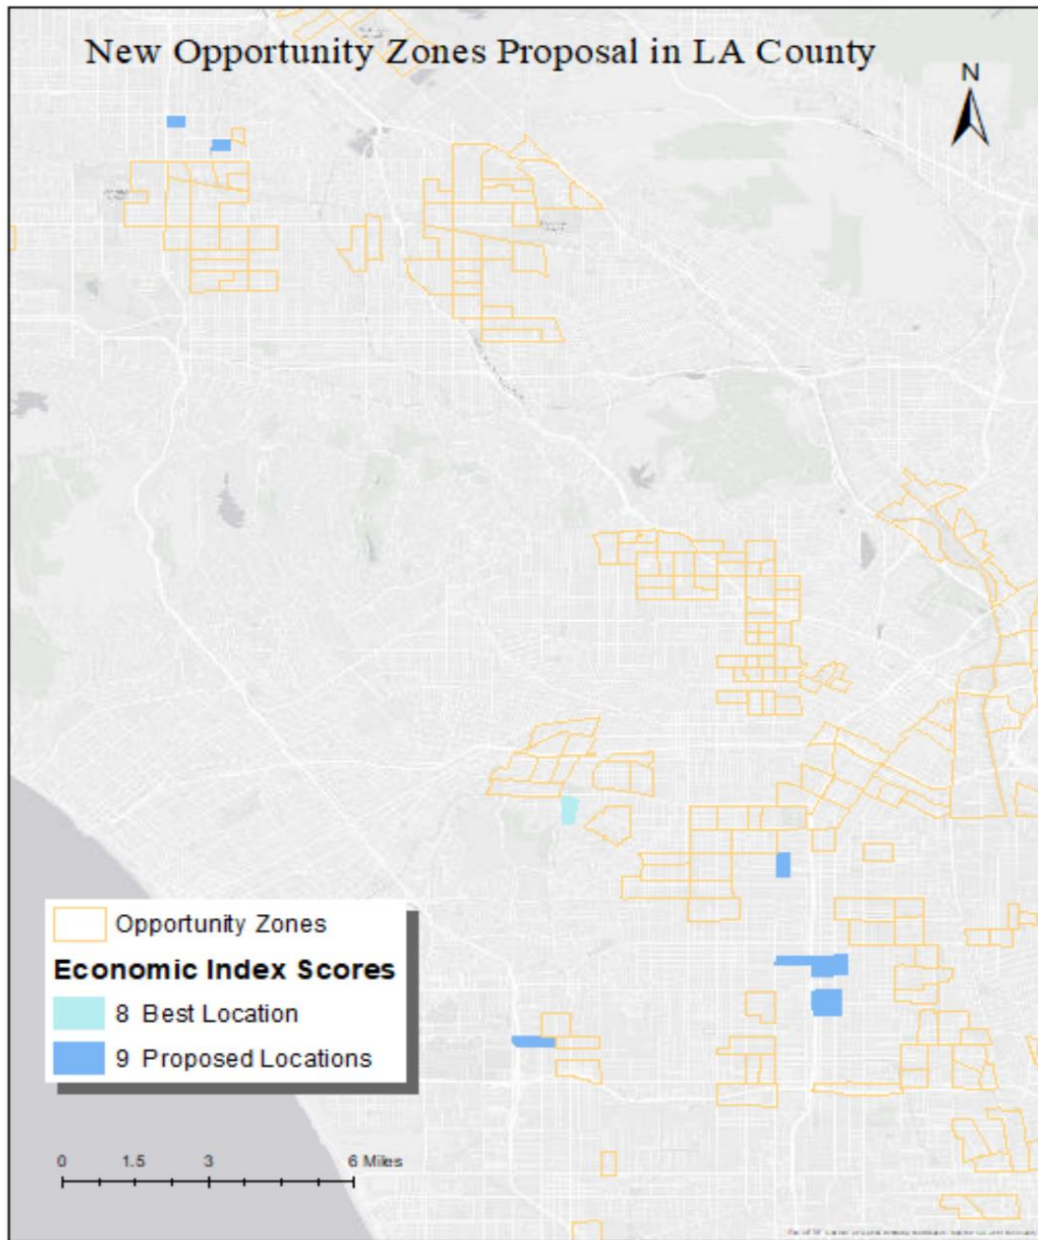 New Opportunity Zones Proposal in LA County
N
Opportunity Zones
Economic Index Scores
8 Best Location
9 Proposed Locations
0 1.5 3 6 Miles